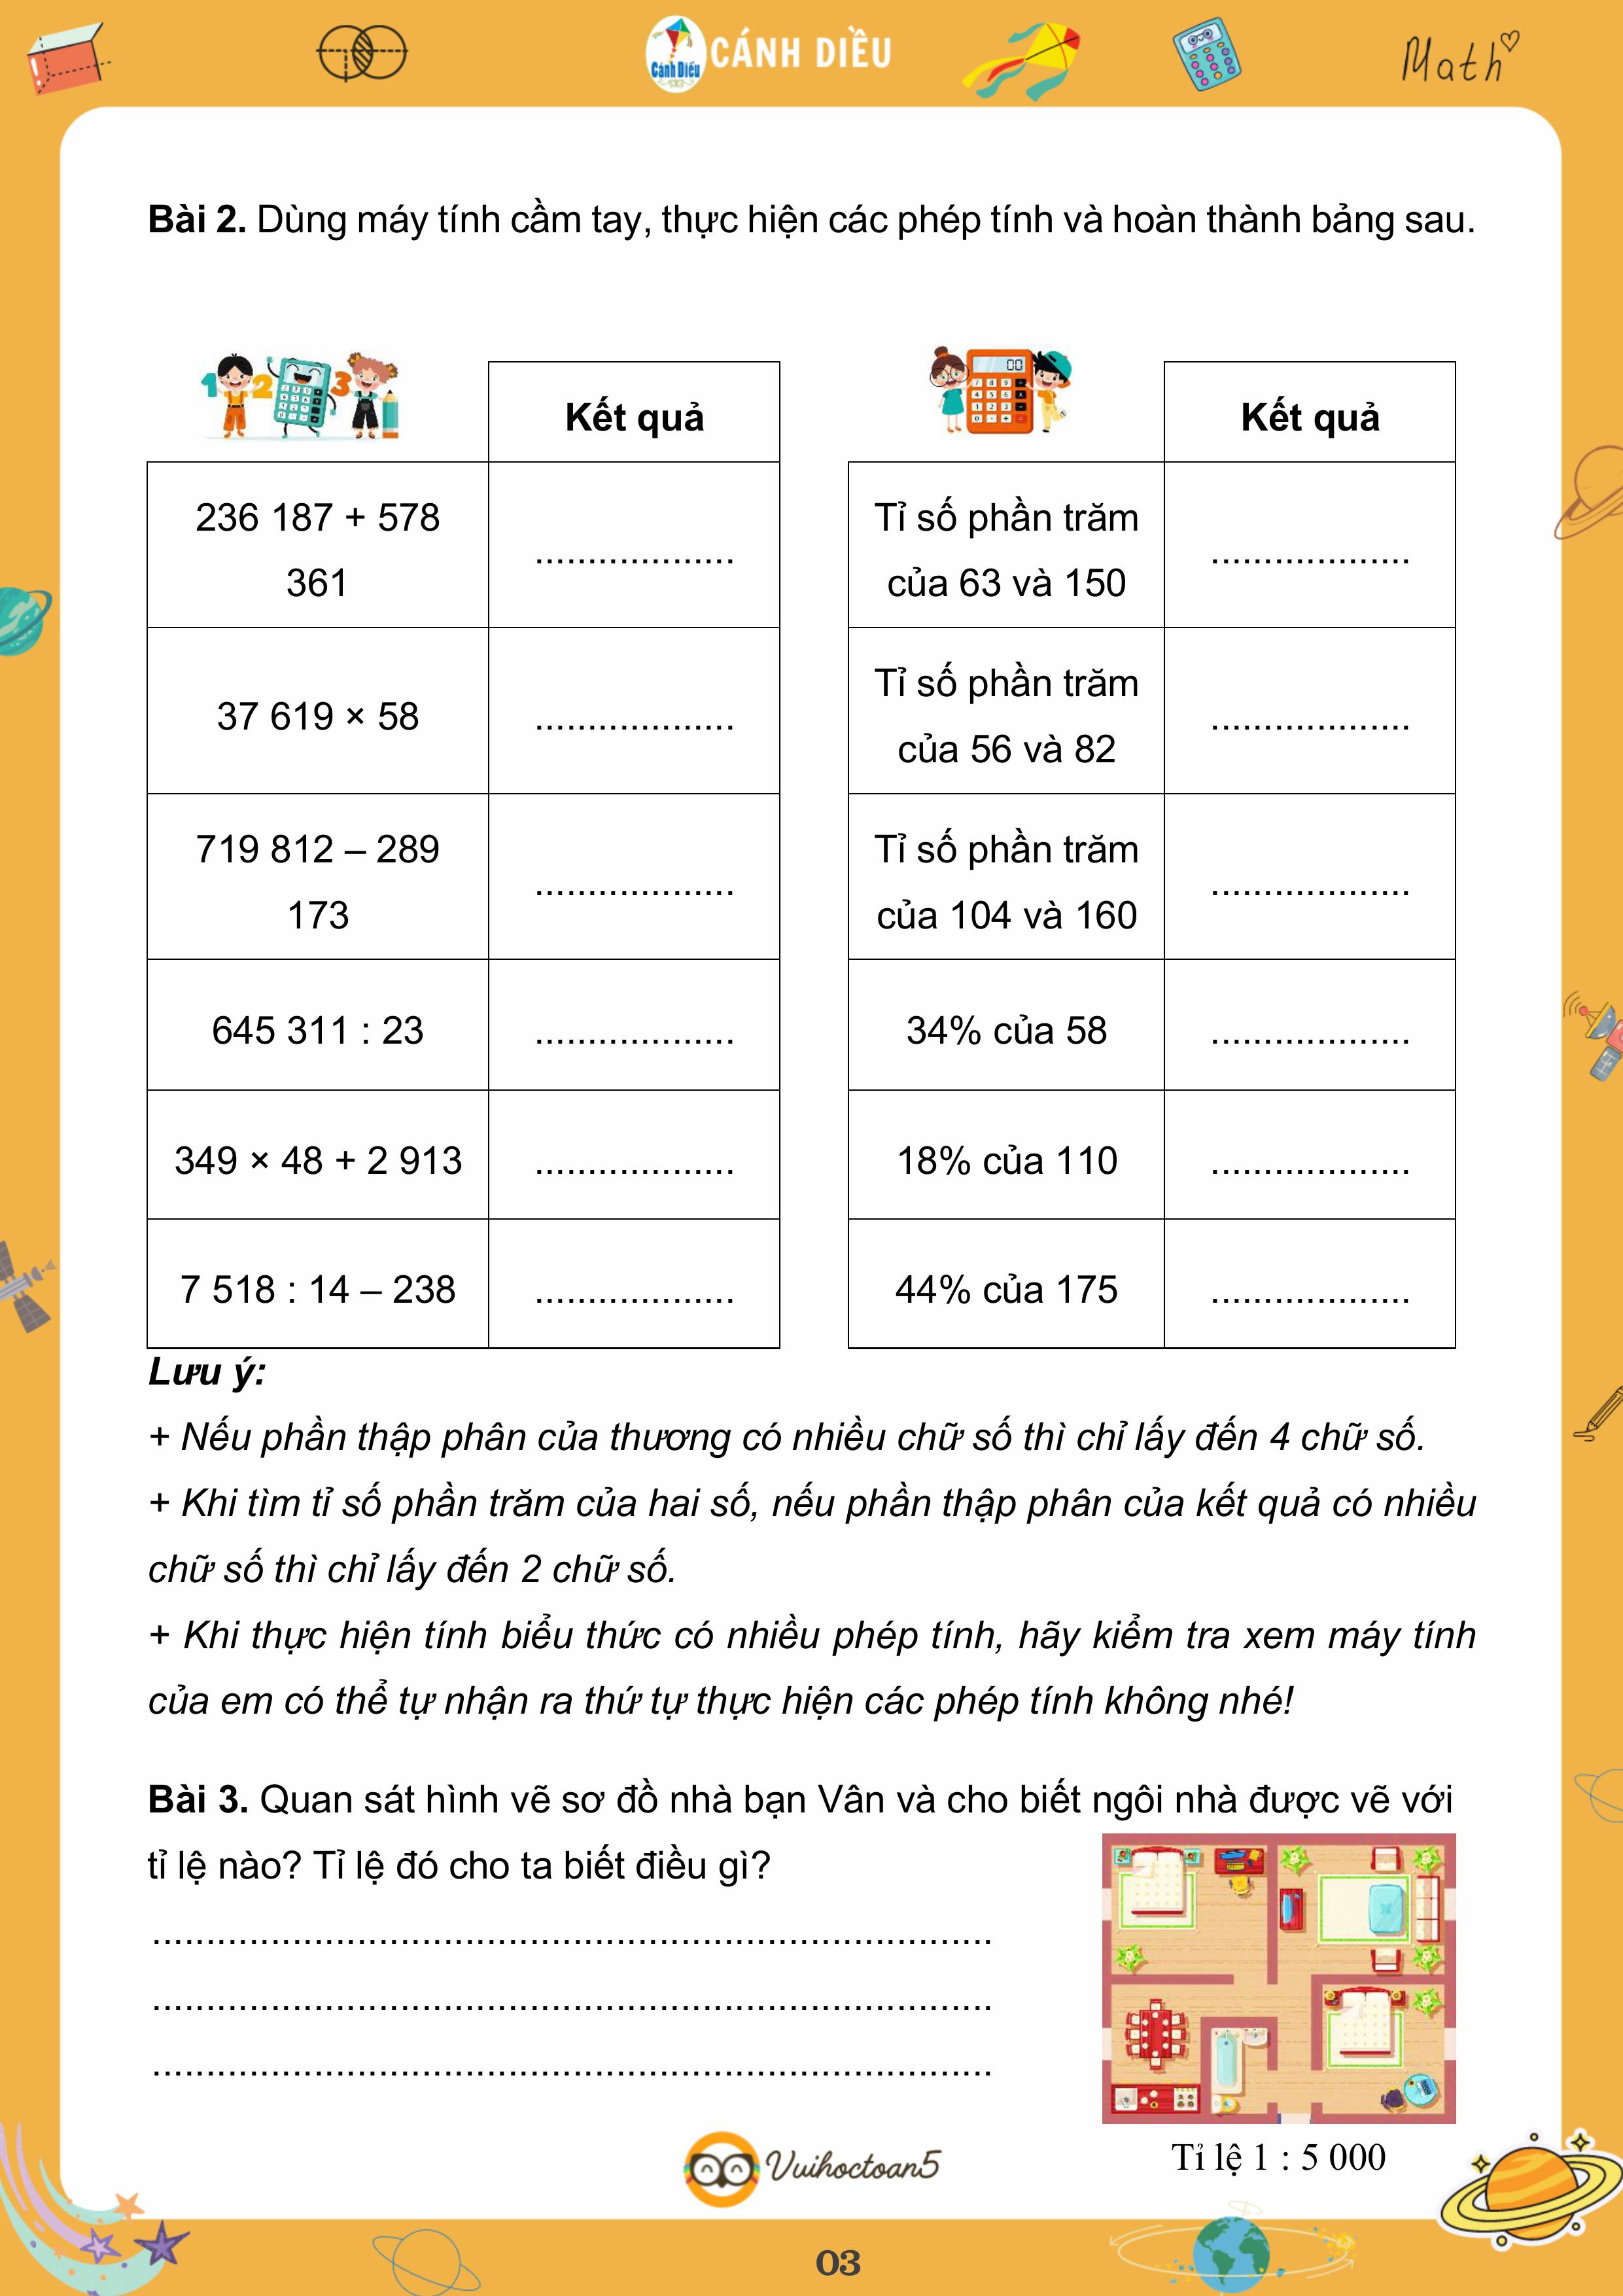 Cánh Diều
CÁNH DIỀU
Math
Bài 2. Dùng máy tính cầm tay, thực hiện các phép tính và hoàn thành bảng sau.
Kết quả
236 187 + 578
361
...................
37 619 × 58
...................
719 812 – 289
173
...................
645 311 : 23
...................
349 × 48 + 2 913
...................
7 518 : 14 – 238
...................
Kết quả
Tỉ số phần trăm
của 63 và 150
...................
Tỉ số phần trăm
của 56 và 82
...................
Tỉ số phần trăm
của 104 và 160
...................
34% của 58
...................
18% của 110
...................
44% của 175
...................
Lưu ý:
+ Nếu phần thập phân của thương có nhiều chữ số thì chỉ lấy đến 4 chữ số.
+ Khi tìm tỉ số phần trăm của hai số, nếu phần thập phân của kết quả có nhiều
chữ số thì chỉ lấy đến 2 chữ số.
+ Khi thực hiện tính biểu thức có nhiều phép tính, hãy kiểm tra xem máy tính
của em có thể tự nhận ra thứ tự thực hiện các phép tính không nhé!
Bài 3. Quan sát hình vẽ sơ đồ nhà bạn Vân và cho biết ngôi nhà được vẽ với
tỉ lệ nào? Tỉ lệ đó cho ta biết điều gì?
................................................................................
................................................................................
................................................................................
Tỉ lệ 1 : 5 000
Vuihoctoan5
03